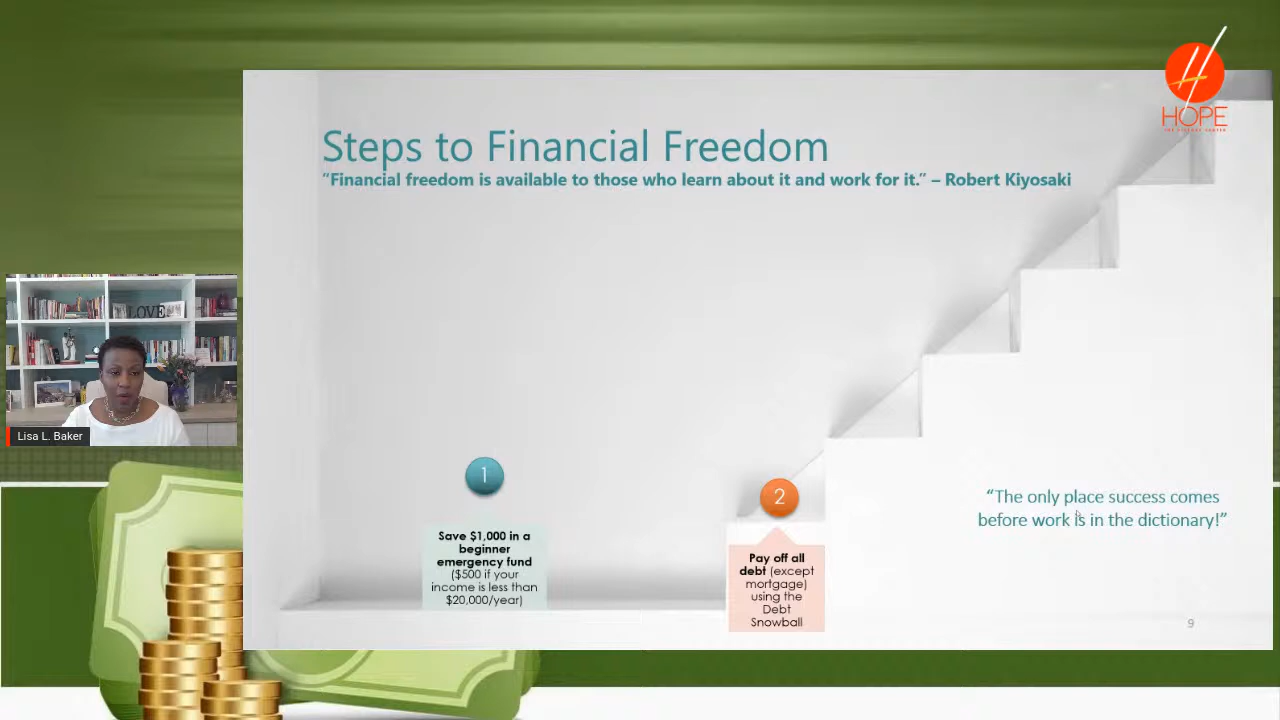 HOPE
Steps to Financial Freedom
"Financial freedom is available to those who learn about it and work for it." – Robert Kiyosaki
LOVE
Lisa L. Baker
1
Save $1,000 in a
beginner
emergency fund
($500 if your
income is less than
$20,000/year)
2
Pay off all
debt (except
mortgage)
using the
Debt
Snowball
“The only place success comes
before work is in the dictionary!”
9